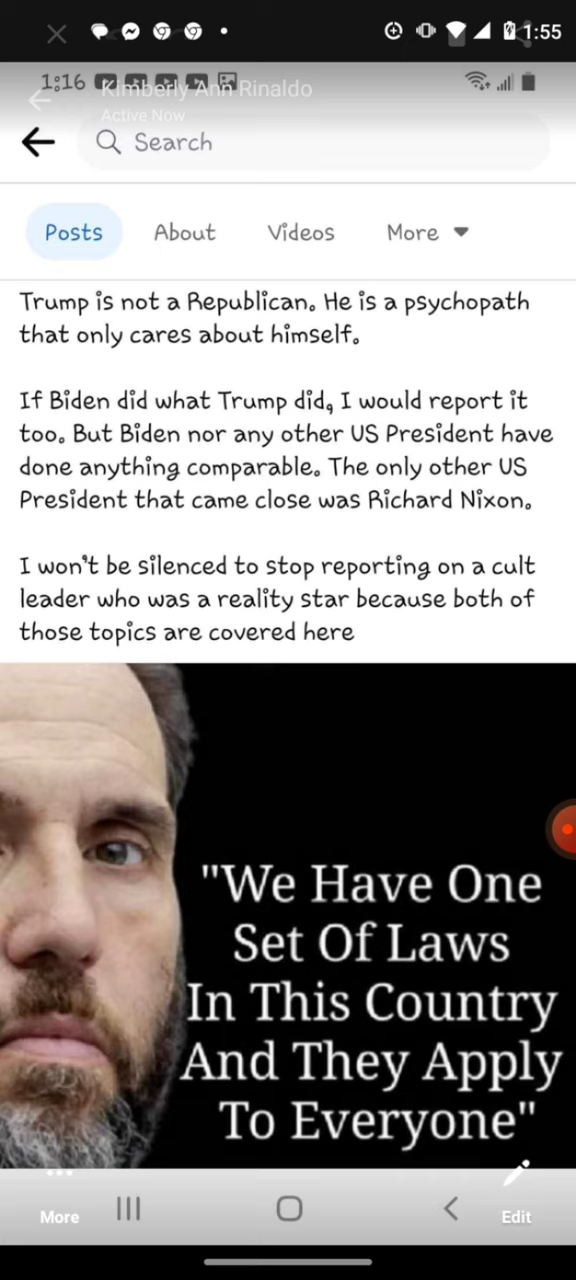 1:55
1:16
Kimberly Ann Rinaldo
Active Now
Search
Posts About Videos More
Trump is not a Republican. He is a psychopath
that only cares about himself.
If Biden did what Trump did, I would report it
too. But Biden nor any other US President have
done anything comparable. The only other US
President that came close was Richard Nixon.
I won't be silenced to stop reporting on a cult
leader who was a reality star because both of
those topics are covered here
"We Have One
Set Of Laws
In This Country
And They Apply
To Everyone"
More Edit